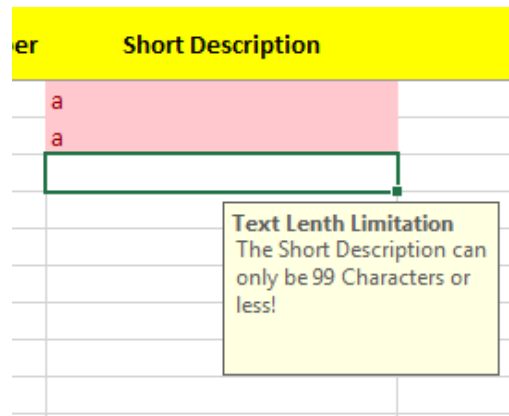 er Short Description
a
a
Text Lenth Limitation
The Short Description can
only be 99 Characters or
less!